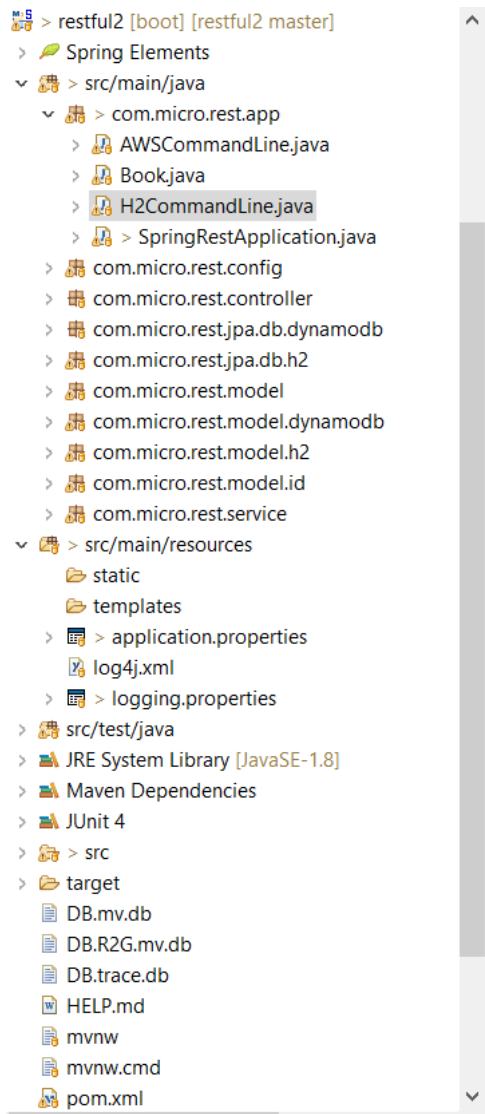 > restful2 [boot] [restful2 master]
> Spring Elements
> src/main/java
> com.micro.rest.app
> AWSCommandLine.java
> Book.java
> H2CommandLine.java
> > SpringRestApplication.java
> com.micro.rest.config
> com.micro.rest.controller
> com.micro.rest.jpa.db.dynamodb
> com.micro.rest.jpa.db.h2
> com.micro.rest.model
> com.micro.rest.model.dynamodb
> com.micro.rest.model.h2
> com.micro.rest.model.id
> com.micro.rest.service
> src/main/resources
static
templates
> > application.properties
log4j.xml
> > logging.properties
> src/test/java
> JRE System Library [JavaSE-1.8]
> Maven Dependencies
> JUnit 4
> > src
> target
DB.mv.db
DB.R2G.mv.db
DB.trace.db
HELP.md
mvnw
mvnw.cmd
pom.xml